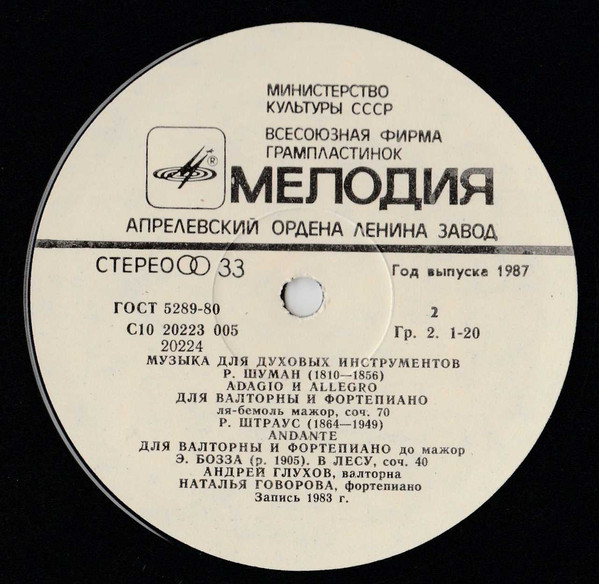 МИНИСТЕРСТВО
КУЛЬТУРЫ СССР
ВСЕСОЮЗНАЯ ФИРМА
ГРАМПЛАСТИНОК
®
МЕЛОДИЯ
АПРЕЛЕВСКИЙ ОРДЕНА ЛЕНИНА ЗАВОД
СТЕРЕО 33
Год выпуска 1987
ГОСТ 5289-80
2
С10 20223 005
Гр. 2. 1-20
20224
МУЗЫКА ДЛЯ ДУХОВЫХ ИНСТРУМЕНТОВ
Р. ШУМАН (1810—1856)
ADAGIO И ALLEGRO
ДЛЯ ВАЛТОРНЫ И ФОРТЕПИАНО
ля-бемоль мажор, соч. 70
Р. ШТРАУС (1864—1949)
ANDANTE
ДЛЯ ВАЛТОРНЫ И ФОРТЕПИАНО до мажор
Э. БОЗЗА (р. 1905). В ЛЕСУ, соч. 40
АНДРЕЙ ГЛУХОВ, валторна
НАТАЛЬЯ ГОВОРОВА, фортепиано
Запись 1983 г.